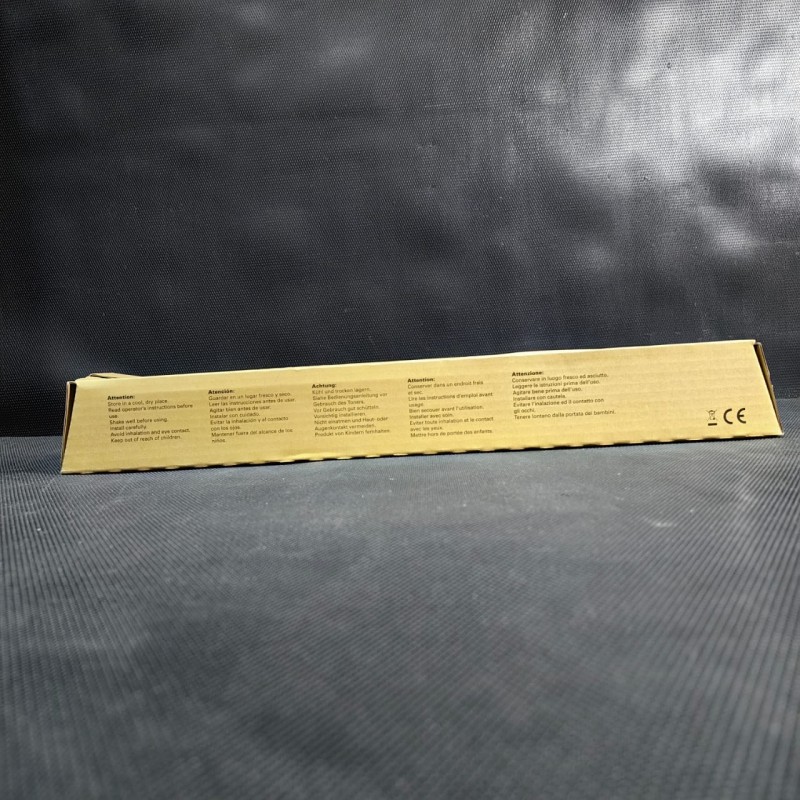 Attention:
Store in a cool, dry place.
Read operator's instructions before
use.
Shake well before using.
Install carefully.
Avoid inhalation and eye contact.
Keep out of reach of children.
Atención:
Guardar en un lugar fresco y seco.
Leer las instrucciones antes de usar.
Agitar bien antes de usar.
Instalar con cuidado.
Evitar la inhalación y el contacto
con los ojos.
Mantener fuera del alcance de los
niños.
Achtung:
Kühl und trocken lagern.
Siehe Bedienungsanleitung vor
Gebrauch des Toners.
Vor Gebrauch gut schütteln.
Vorsichtig installieren.
Nicht einatmen und Haut- oder
Augenkontakt vermeiden.
Produkt von Kindern fernhalten.
Attention:
Conserver dans un endroit frais
et sec.
Lire les instructions d'emploi avant
usage.
Bien secouer avant l'utilisation.
Installer avec soin.
Eviter toute inhalation et le contact
avec les yeux.
Mettre hors de portée des enfants.
Attenzione:
Conservare in luogo fresco ed asciutto.
Leggere le istruzioni prima dell'uso.
Agitare bene prima dell'uso.
Installare con cautela.
Evitare l'inalazione ed il contatto con
gli occhi.
Tenere lontano dalla portata dei bambini.
CE